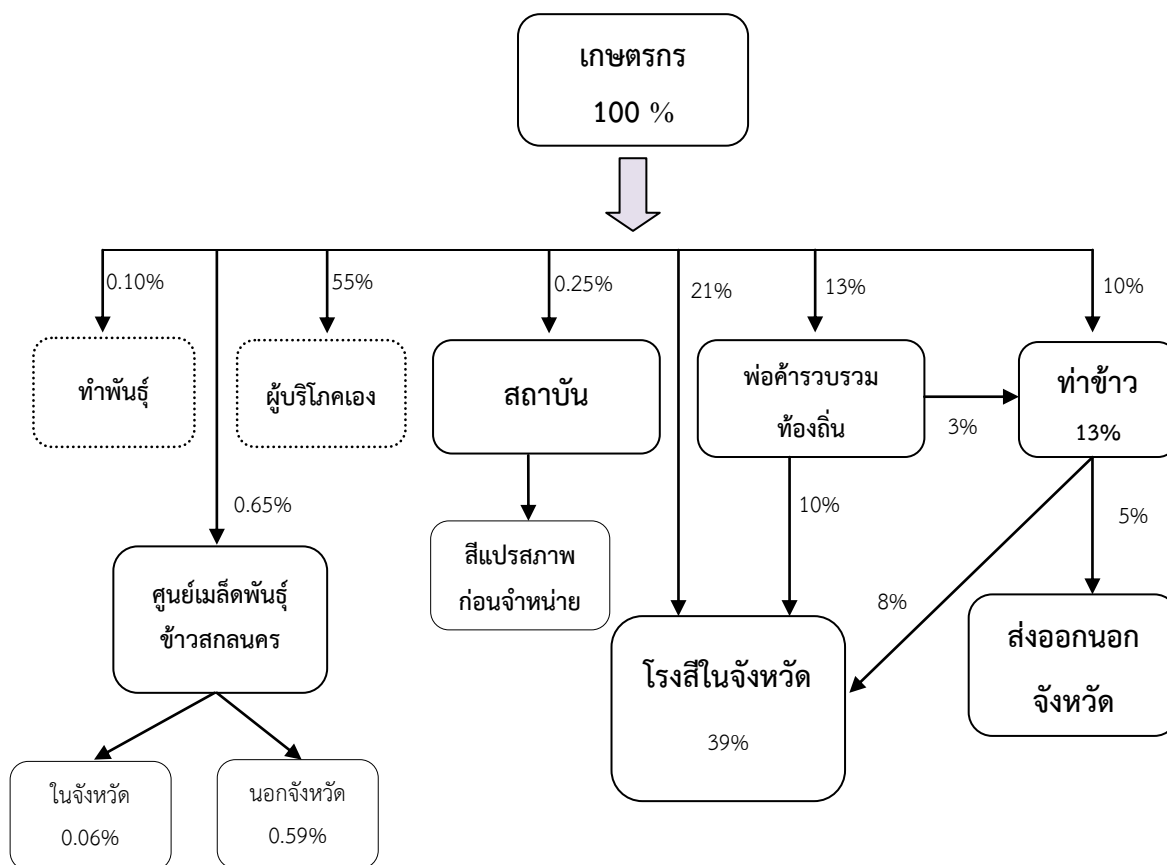 เกษตรกร
100 %
0.10%
55%
0.25%
21%
13%
10%
ทำพันธุ์
ผู้บริโภคเอง
สถาบัน
พ่อค้ารวบรวม
ท้องถิ่น
3%
ท่าข้าว
13%
0.65%
10%
5%
สีแปรสภาพ
ก่อนจำหน่าย
ศูนย์เมล็ดพันธุ์
ข้าวสกลนคร
8%
โรงสีในจังหวัด
39%
ส่งออกนอก
จังหวัด
ในจังหวัด
0.06%
นอกจังหวัด
0.59%